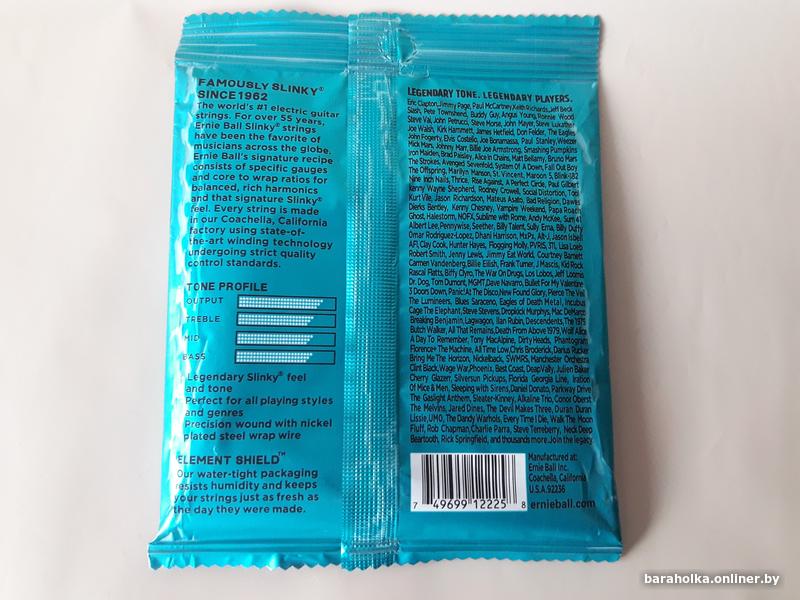 FAMOUSLY SLINKY®
SINCE 1962
The world's #1 electric guitar
strings. For over 55 years,
Ernie Ball Slinky® strings
have been the favorite of
musicians across the globe.
Ernie Ball's signature recipe
consists of specific gauges
and core to wrap ratios for
balanced, rich harmonics
and that signature Slinky®
feel. Every string is made
in our Coachella, California
factory using state-of-
the-art winding technology
undergoing strict quality
control standards.
TONE PROFILE
OUTPUT
TREBLE
MID
BASS
Legendary Slinky® feel
and tone
Perfect for all playing styles
and genres
Precision wound with nickel
plated steel wrap wire
ELEMENT SHIELD™
Our water-tight packaging
resists humidity and keeps
your strings just as fresh as
the day they were made.
LEGENDARY TONE. LEGENDARY PLAYERS.
Eric Clapton, Jimmy Page, Paul McCartney, Keith Richards, Jeff Beck
Slash, Pete Townshend, Buddy Guy, Angus Young, Ronnie Wood
Steve Vai, John Petrucci, Steve Morse, John Mayer, Steve Lukather
Joe Walsh, Kirk Hammett, James Hetfield, Don Felder, The Eagles
John Fogerty, Elvis Costello, Joe Bonamassa, Paul Stanley, Weezer
Mick Mars, Johnny Marr, Billie Joe Armstrong, Smashing Pumpkins
Iron Maiden, Brad Paisley, Alice in Chains, Matt Bellamy, Bruno Mars
The Strokes, Avenged Sevenfold, System Of A Down, Fall Out Boy
The Offspring, Marilyn Manson, St. Vincent, Maroon 5, Blink-182
Nine Inch Nails, Thrice, Rise Against, A Perfect Circle, Paul Gilbert
Kenny Wayne Shepherd, Rodney Crowell, Social Distortion, Tool
Kurt Vile, Jason Richardson, Mateus Asato, Bad Religion, Dawes
Dierks Bentley, Kenny Chesney, Vampire Weekend, Papa Roach
Ghost, Halestorm, NOFX, Sublime with Rome, Andy McKee, Sum 41
Albert Lee, Pennywise, Seether, Billy Talent, Sully Erna, Billy Duffy
Omar Rodriguez-Lopez, Dhani Harrison, MxPx, Alt-J, Jason Isbell
AFI, Clay Cook, Hunter Hayes, Flogging Molly, PVRIS, 311, Lisa Loeb
Robert Smith, Jenny Lewis, Jimmy Eat World, Courtney Barnett
Carmen Vandenberg, Billie Eilish, Frank Turner, J Mascis, Kid Rock
Rascal Flatts, Biffy Clyro, The War On Drugs, Los Lobos, Jeff Loomis
Dr. Dog, Tom Dumont, MGMT, Dave Navarro, Bullet For My Valentine
3 Doors Down, Panic! At The Disco, New Found Glory, Pierce The Veil
The Lumineers, Blues Saraceno, Eagles of Death Metal, Incubus
Cage The Elephant, Steve Stevens, Dropkick Murphys, Mac DeMarco
Breaking Benjamin, Lagwagon, Ilan Rubin, Descendents, The 1975
Butch Walker, All That Remains, Death From Above 1979, Wolf Alice
A Day To Remember, Tony MacAlpine, Dirty Heads, Phantogram
Florence+ The Machine, All Time Low, Chris Broderick, Darius Rucker
Bring Me The Horizon, Nickelback, SWMRS, Manchester Orchestra
Clint Black, Wage War, Phoenix, Best Coast, DeapVally, Julien Baker
Cherry Glazerr, Silversun Pickups, Florida Georgia Line, Iration
Of Mice & Men, Sleeping with Sirens, Daniel Donato, Parkway Drive
The Gaslight Anthem, Sleater-Kinney, Alkaline Trio, Conor Oberst
The Melvins, Jared Dines, The Devil Makes Three, Duran Duran
Lissie, UMO, The Dandy Warhols, Every Time I Die, Walk The Moon
Fluff, Rob Chapman, Charlie Parra, Steve Terreberry, Neck Deep
Beartooth, Rick Springfield, and thousands more. Join the legacy
Manufactured at:
Ernie Ball Inc.
Coachella, California
U.S.A. 92236
7 49699 12225 8
ernieball.com
baraholka.onliner.by